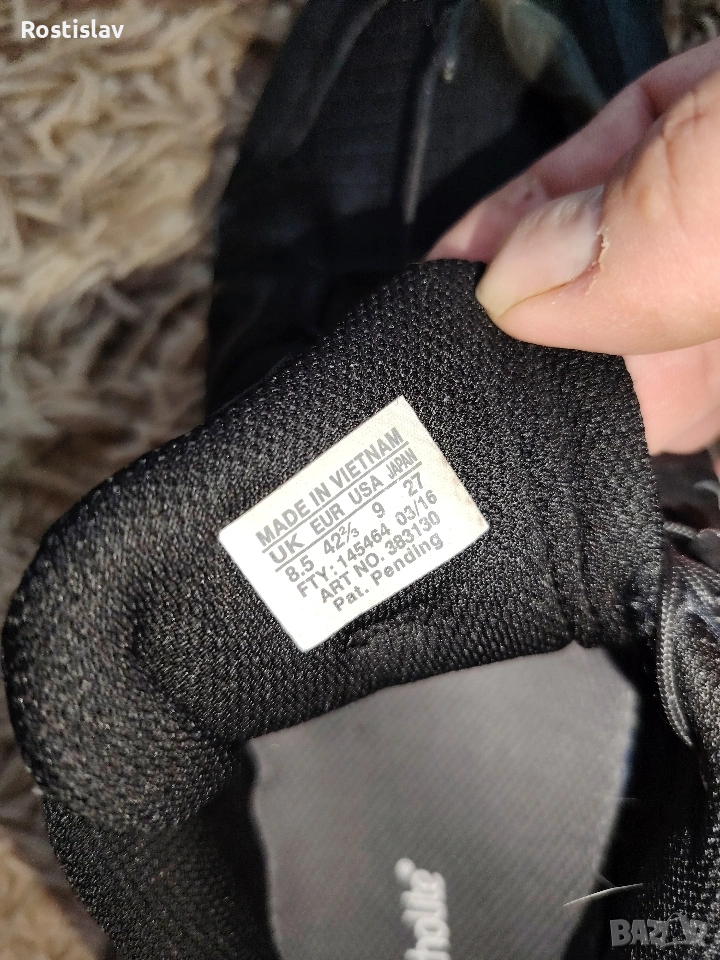 Rostislav
MADE IN VIETNAM
UK EUR USA JAPAN
8.5 42⅔ 9 27
FTY: 145464 03/16
ART NO. 383130
Pat. Pending
holite®